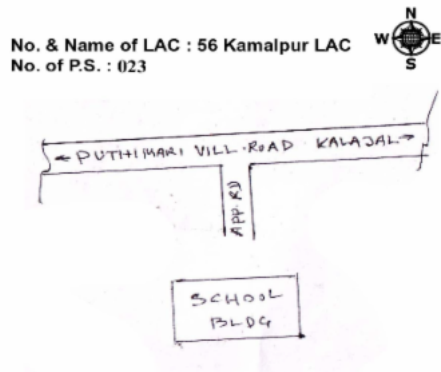 N
No. & Name of LAC : 56 Kamalpur LAC W E
No. of P.S. : 023 S
← PUTHIMARI VILL. ROAD KALAJAL →
APP. RD
SCHOOL
BLDG